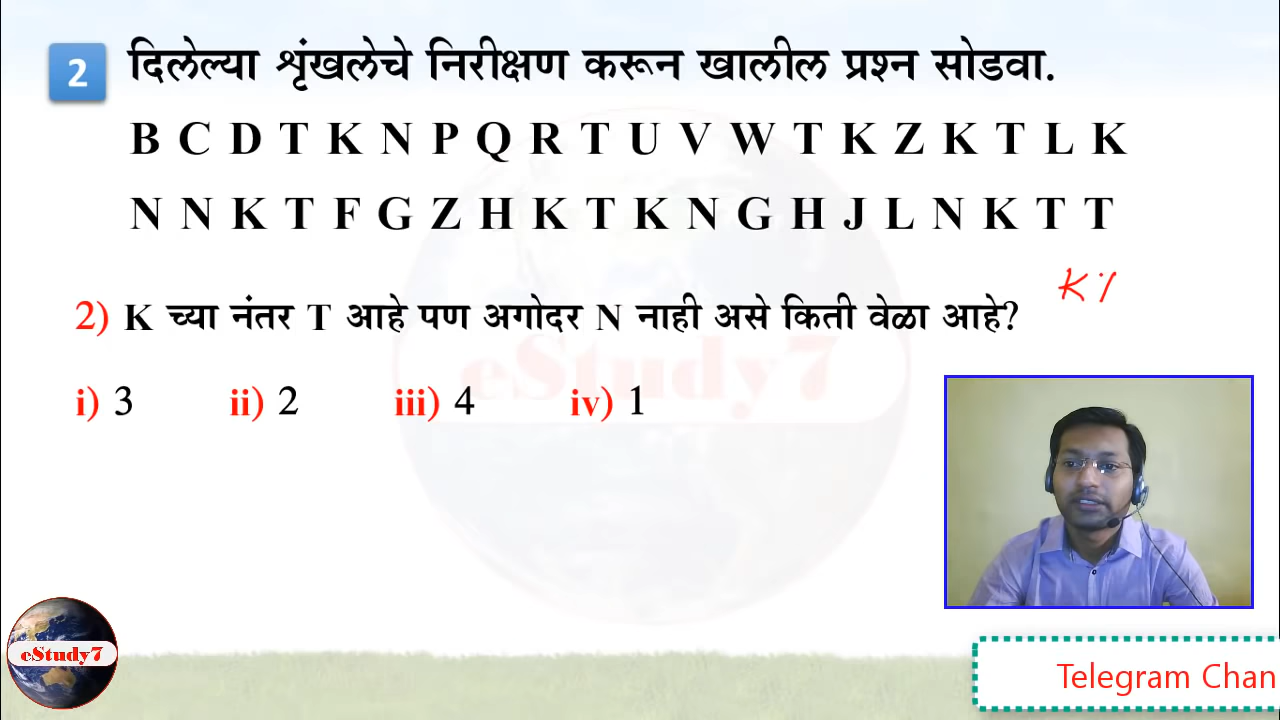 2 दिलेल्या शृंखलेचे निरीक्षण करून खालील प्रश्न सोडवा.
B C D T K N P Q R T U V W T K Z K T L K
N N K T F G Z H K T K N G H J L N K T T
2) K च्या नंतर T आहे पण अगोदर N नाही असे किती वेळा आहे?
i) 3 ii) 2 iii) 4 iv) 1
eStudy7
eStudy7
Telegram Chan